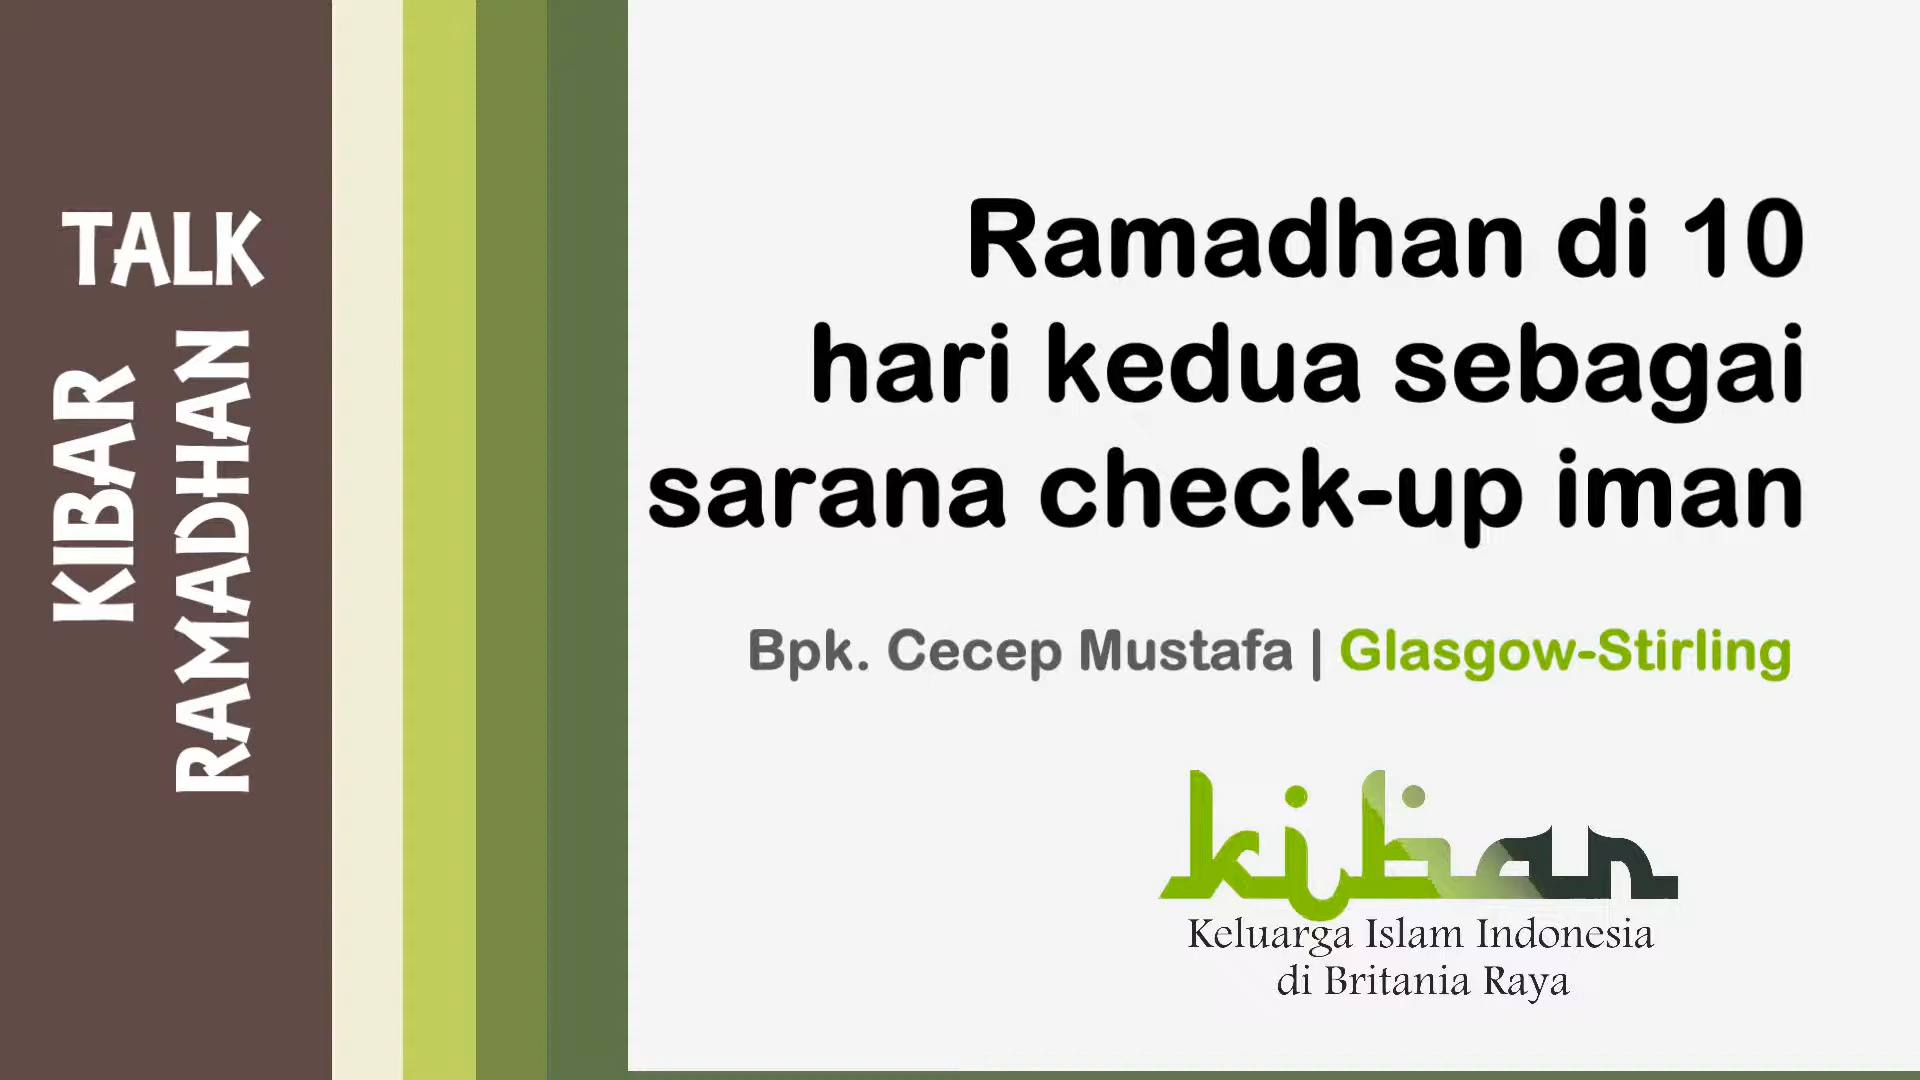 TALK
KIBAR
RAMADHAN
Ramadhan di 10
hari kedua sebagai
sarana check-up iman
Bpk. Cecep Mustafa | Glasgow-Stirling
kibar
Keluarga Islam Indonesia
di Britania Raya